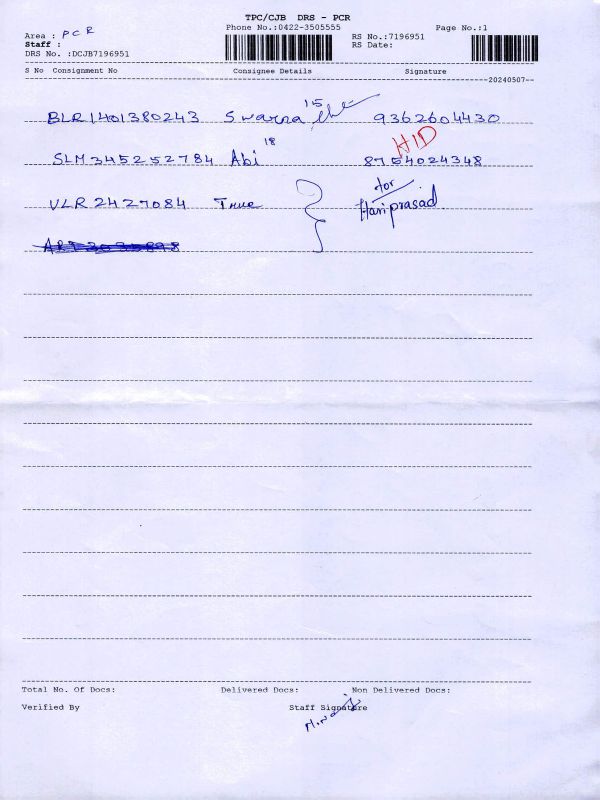 TPC/CJB DRS - PCR
Phone No.:0422-3505555 Page No.:1
Area : PCR RS No.:7196951
Staff : RS Date:
DRS No. :DCJB7196951
S No Consignment No Consignee Details Signature
20240507
15
BLR1401380243 Swarna 9362604430
HID
18
SLM345252784 Abi 8754024348
for
VLR2427084 True Hariprasad
Total No. Of Docs: Delivered Docs: Non Delivered Docs:
Verified By Staff Signature